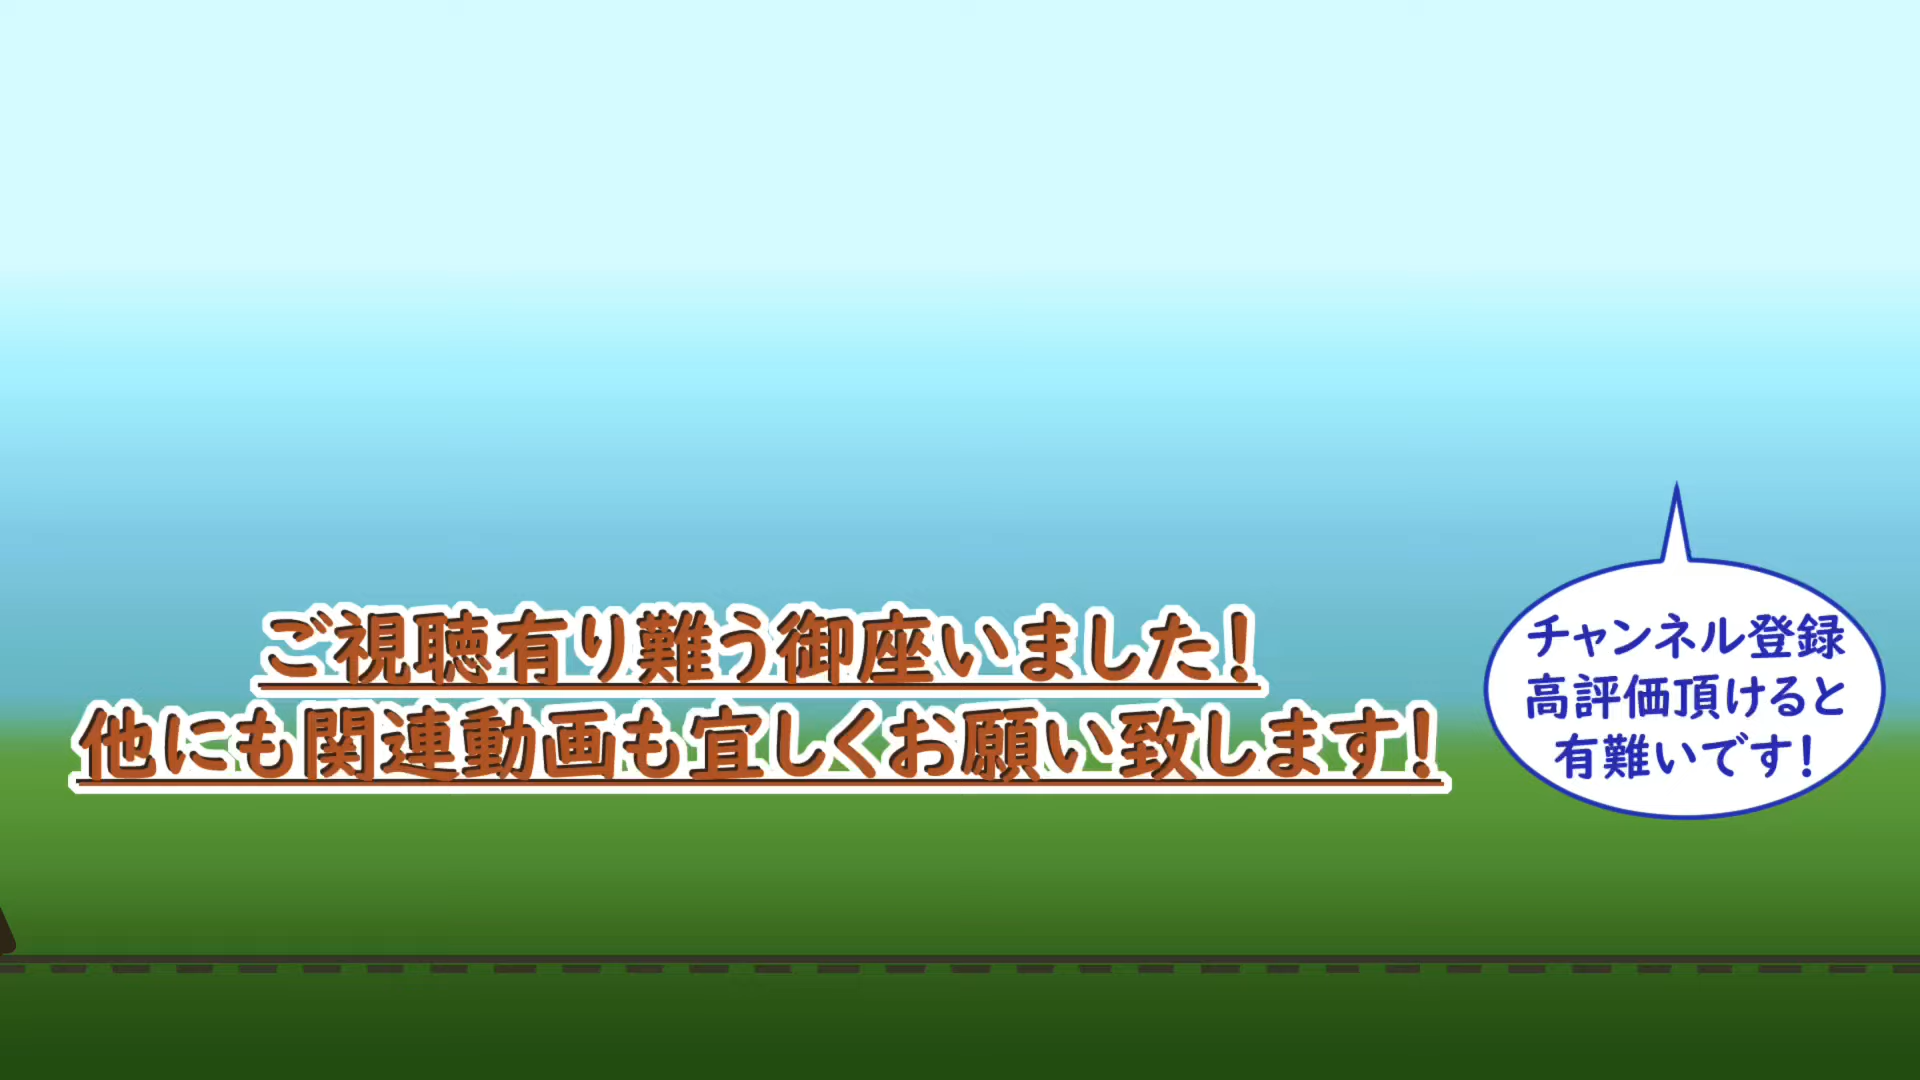 ご視聴有り難う御座いました!
他にも関連動画も宜しくお願い致します!
チャンネル登録
高評価頂けると
有難いです!